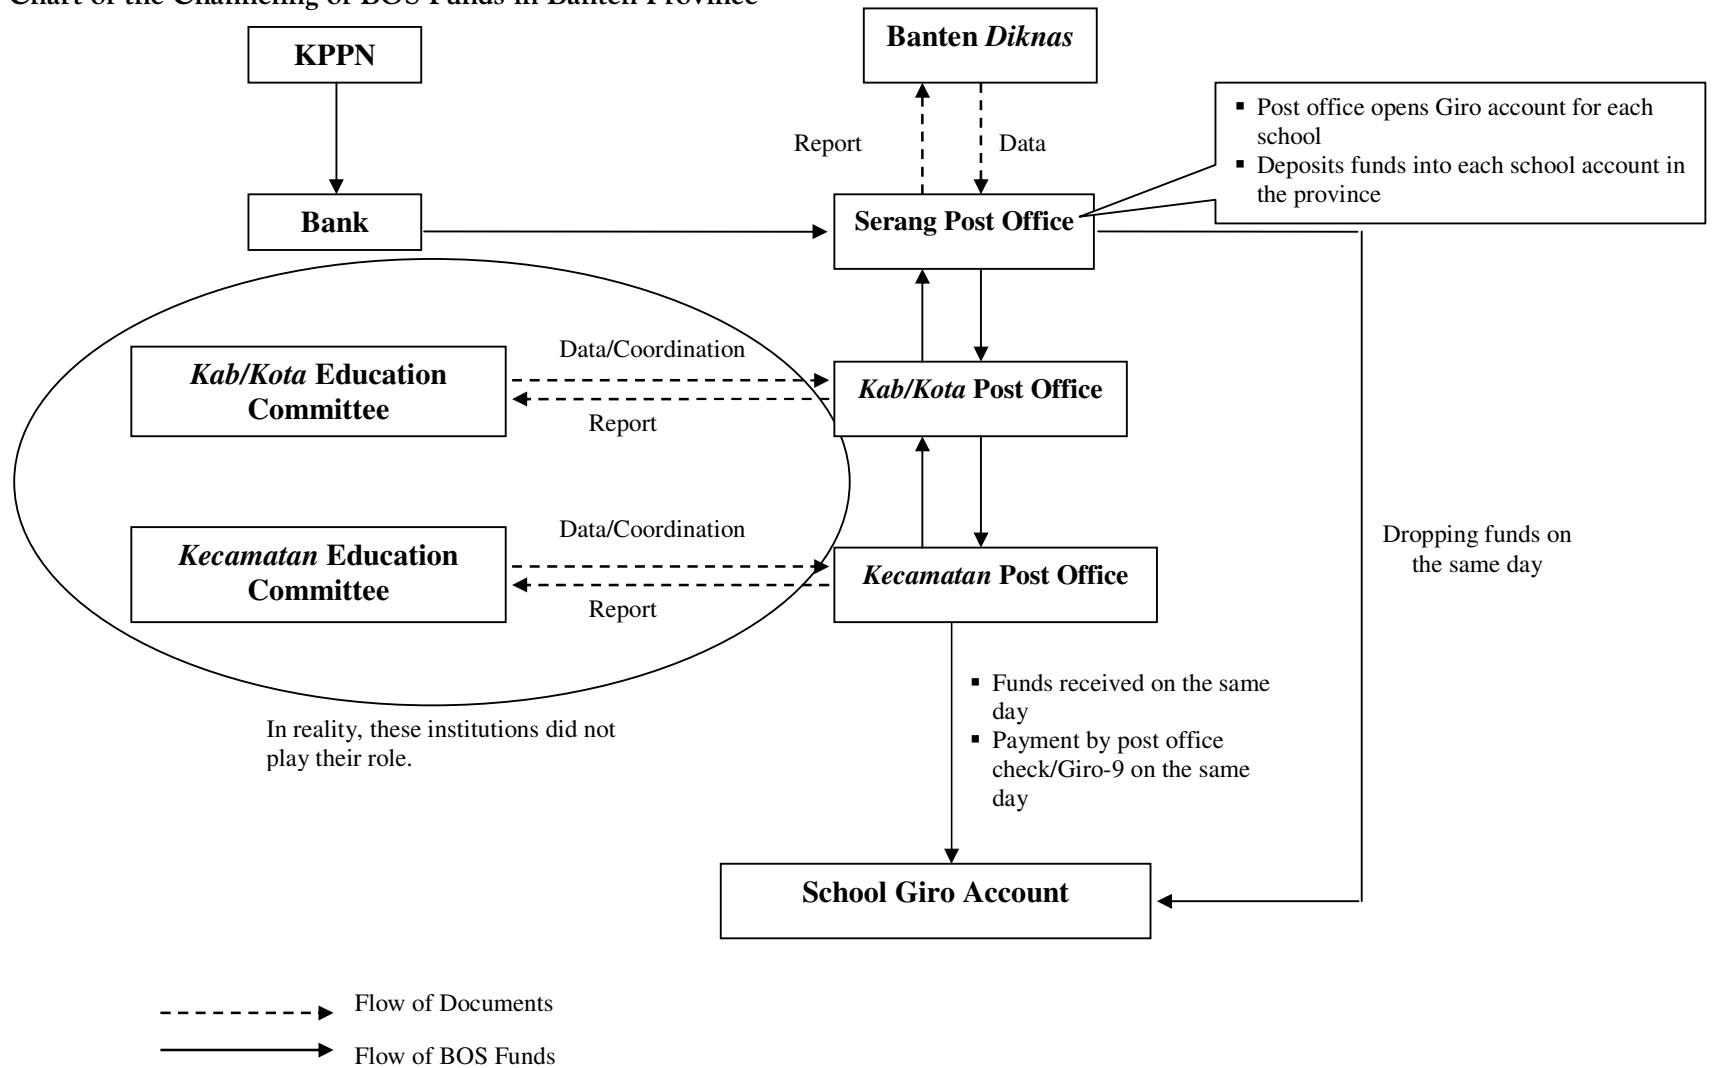 Chart of the Channeling of BOS Funds in Banten Province
KPPN
Banten Diknas
▪ Post office opens Giro account for each
school
▪ Deposits funds into each school account in
the province
Report
Data
Bank
Serang Post Office
Data/Coordination
Kab/Kota Education
Committee
Kab/Kota Post Office
Report
Data/Coordination
Kecamatan Education
Committee
Kecamatan Post Office
Report
Dropping funds on
the same day
▪ Funds received on the same
day
▪ Payment by post office
check/Giro-9 on the same
day
In reality, these institutions did not
play their role.
School Giro Account
Flow of Documents
Flow of BOS Funds